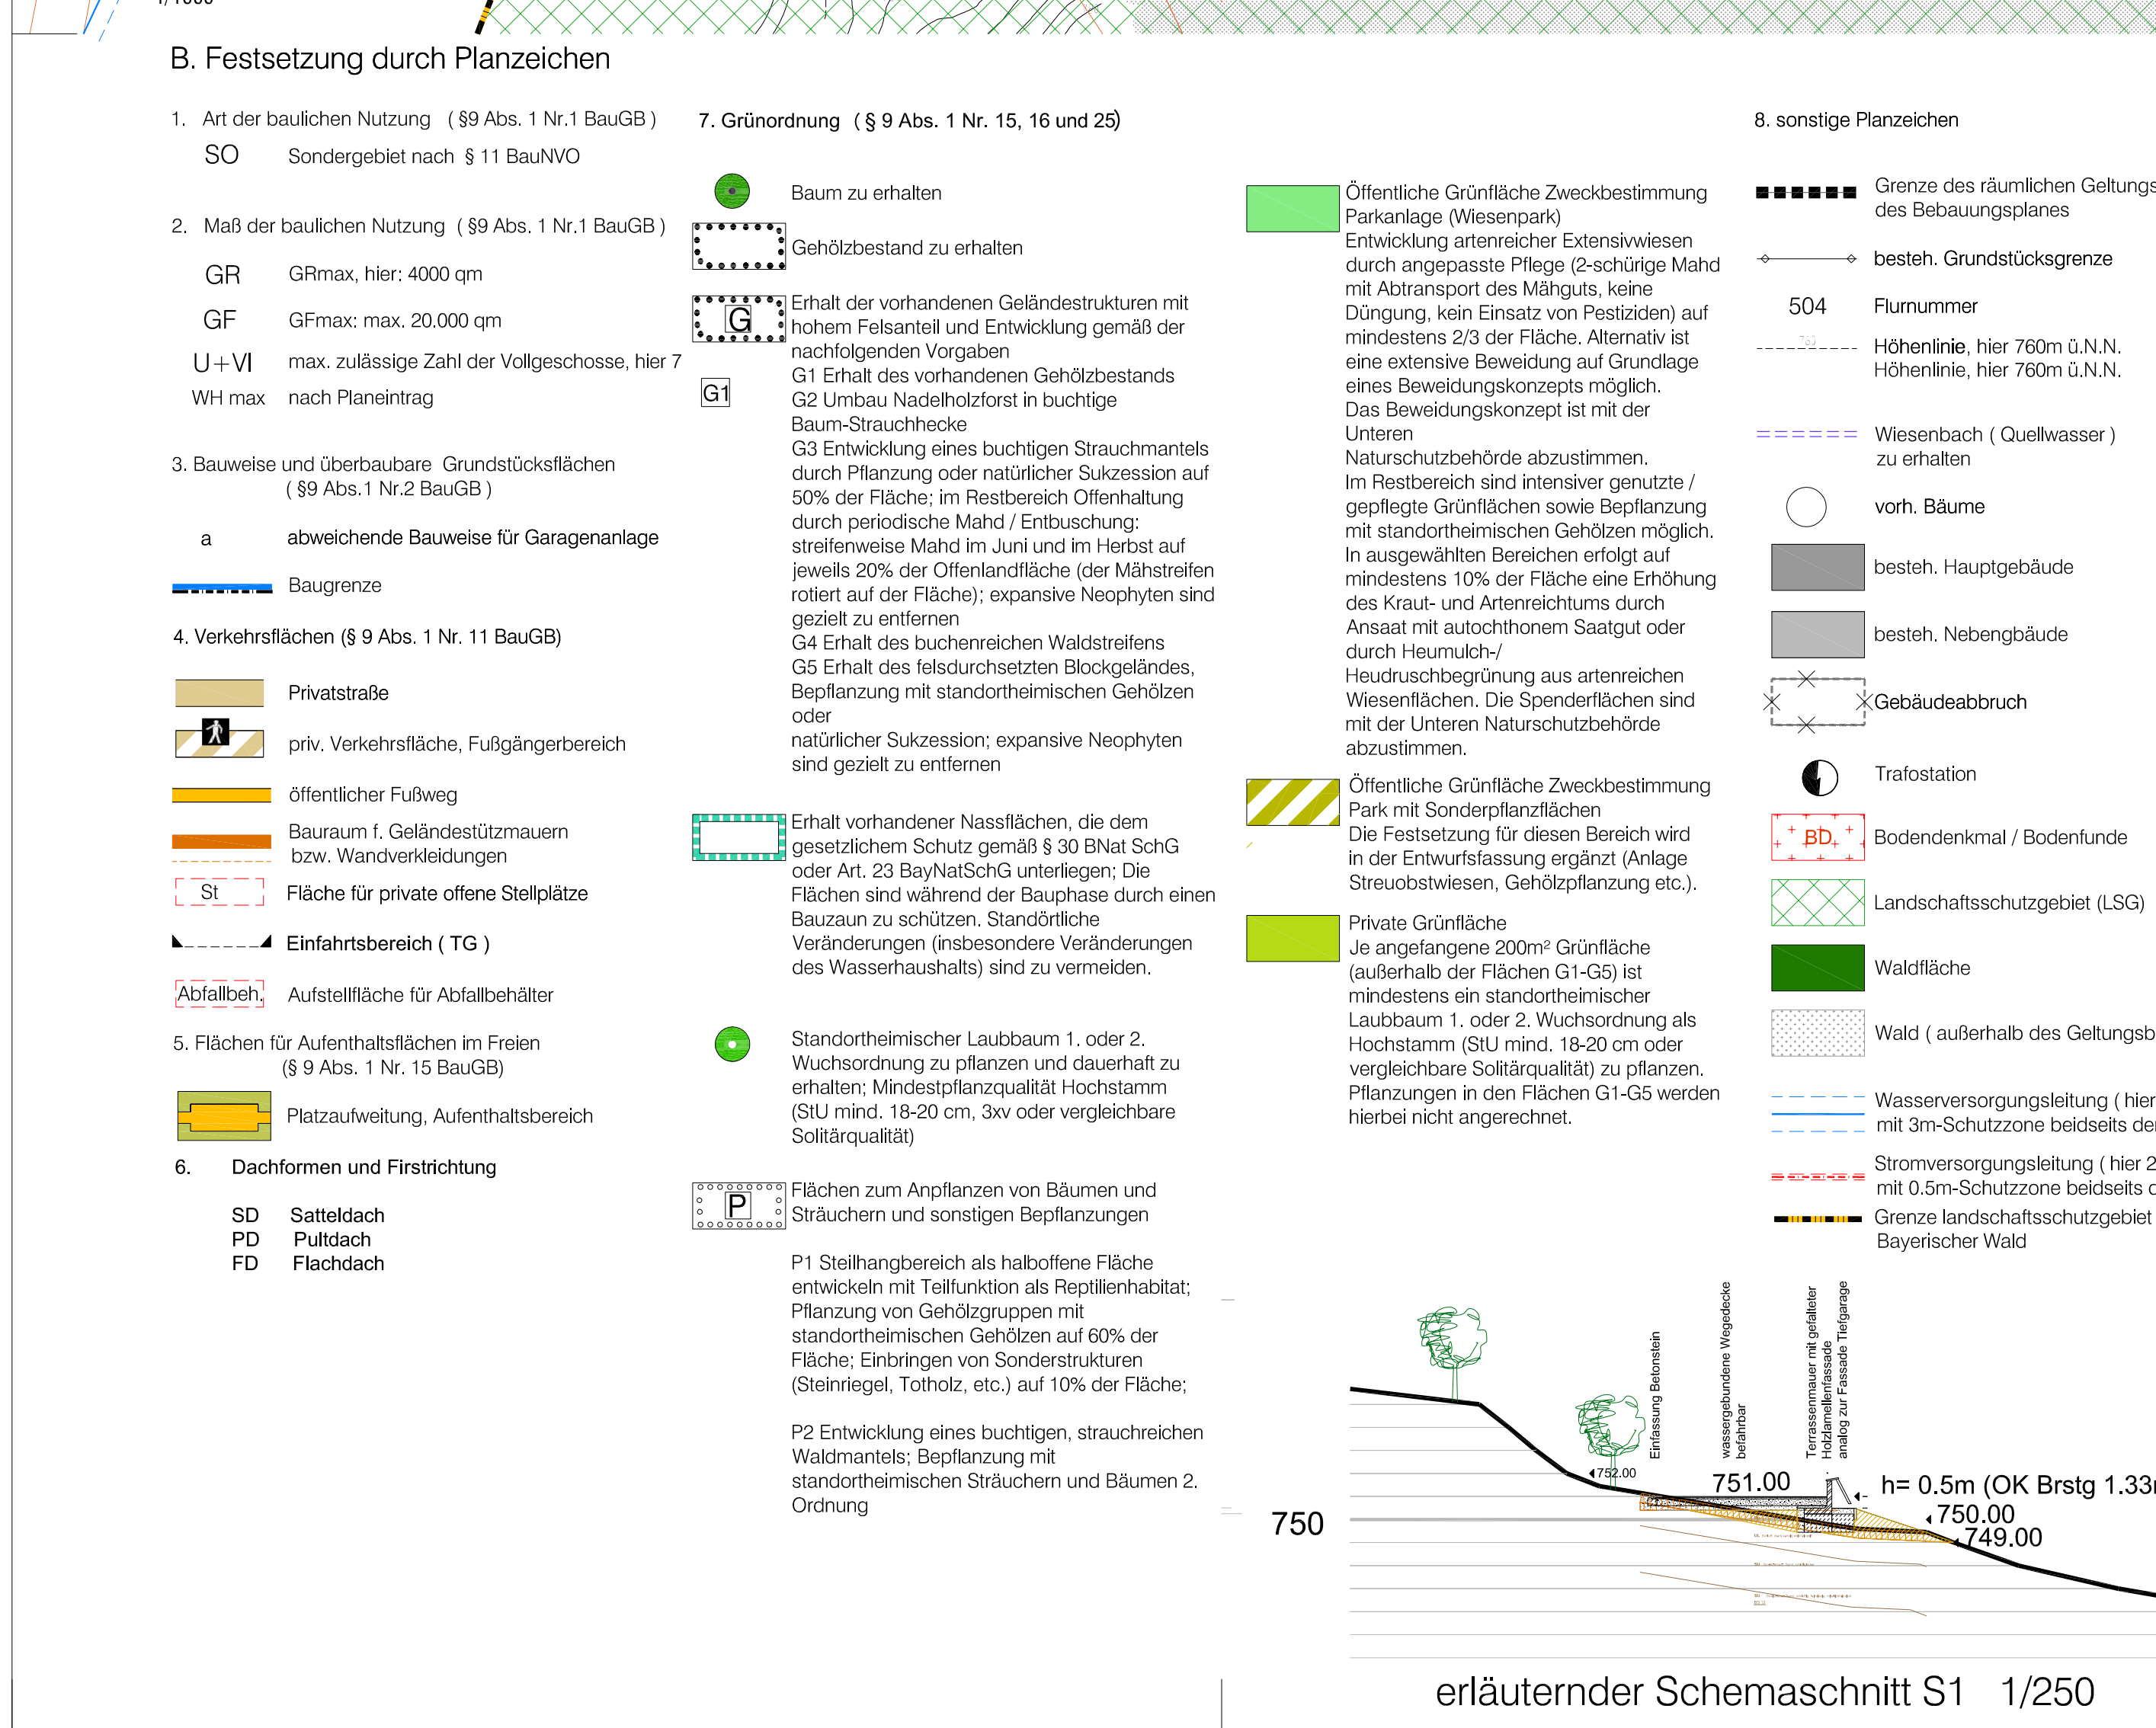 B. Festsetzung durch Planzeichen
1. Art der baulichen Nutzung ( §9 Abs. 1 Nr.1 BauGB )
SO Sondergebiet nach § 11 BauNVO
2. Maß der baulichen Nutzung ( §9 Abs. 1 Nr.1 BauGB )
GR GRmax, hier: 4000 qm
GF GFmax: max. 20.000 qm
U+VI max. zulässige Zahl der Vollgeschosse, hier 7
WH max nach Planeintrag
3. Bauweise und überbaubare Grundstücksflächen
( §9 Abs.1 Nr.2 BauGB )
a abweichende Bauweise für Garagenanlage
Baugrenze
4. Verkehrsflächen (§ 9 Abs. 1 Nr. 11 BauGB)
Privatstraße
priv. Verkehrsfläche, Fußgängerbereich
öffentlicher Fußweg
Bauraum f. Geländestützmauern
bzw. Wandverkleidungen
St Fläche für private offene Stellplätze
Einfahrtsbereich ( TG )
Abfallbeh. Aufstellfläche für Abfallbehälter
5. Flächen für Aufenthaltsflächen im Freien
(§ 9 Abs. 1 Nr. 15 BauGB)
Platzaufweitung, Aufenthaltsbereich
6. Dachformen und Firstrichtung
SD Satteldach
PD Pultdach
FD Flachdach
7. Grünordnung ( § 9 Abs. 1 Nr. 15, 16 und 25)
Baum zu erhalten
Gehölzbestand zu erhalten
G
Erhalt der vorhandenen Geländestrukturen mit
hohem Felsanteil und Entwicklung gemäß der
nachfolgenden Vorgaben
G1
G1 Erhalt des vorhandenen Gehölzbestands
G2 Umbau Nadelholzforst in buchtige
Baum-Strauchhecke
G3 Entwicklung eines buchtigen Strauchmantels
durch Pflanzung oder natürlicher Sukzession auf
50% der Fläche; im Restbereich Offenhaltung
durch periodische Mahd / Entbuschung:
streifenweise Mahd im Juni und im Herbst auf
jeweils 20% der Offenlandfläche (der Mähstreifen
rotiert auf der Fläche); expansive Neophyten sind
gezielt zu entfernen
G4 Erhalt des buchenreichen Waldstreifens
G5 Erhalt des felsdurchsetzten Blockgeländes,
Bepflanzung mit standortheimischen Gehölzen
oder
natürlicher Sukzession; expansive Neophyten
sind gezielt zu entfernen
Erhalt vorhandener Nassflächen, die dem
gesetzlichem Schutz gemäß § 30 BNat SchG
oder Art. 23 BayNatSchG unterliegen; Die
Flächen sind während der Bauphase durch einen
Bauzaun zu schützen. Standörtliche
Veränderungen (insbesondere Veränderungen
des Wasserhaushalts) sind zu vermeiden.
Standortheimischer Laubbaum 1. oder 2.
Wuchsordnung zu pflanzen und dauerhaft zu
erhalten; Mindestpflanzqualität Hochstamm
(StU mind. 18-20 cm, 3xv oder vergleichbare
Solitärqualität)
P
Flächen zum Anpflanzen von Bäumen und
Sträuchern und sonstigen Bepflanzungen
P1 Steilhangbereich als halboffene Fläche
entwickeln mit Teilfunktion als Reptilienhabitat;
Pflanzung von Gehölzgruppen mit
standortheimischen Gehölzen auf 60% der
Fläche; Einbringen von Sonderstrukturen
(Steinriegel, Totholz, etc.) auf 10% der Fläche;
P2 Entwicklung eines buchtigen, strauchreichen
Waldmantels; Bepflanzung mit
standortheimischen Sträuchern und Bäumen 2.
Ordnung
Öffentliche Grünfläche Zweckbestimmung
Parkanlage (Wiesenpark)
Entwicklung artenreicher Extensivwiesen
durch angepasste Pflege (2-schürige Mahd
mit Abtransport des Mähguts, keine
Düngung, kein Einsatz von Pestiziden) auf
mindestens 2/3 der Fläche. Alternativ ist
eine extensive Beweidung auf Grundlage
eines Beweidungskonzepts möglich.
Das Beweidungskonzept ist mit der
Unteren
Naturschutzbehörde abzustimmen.
Im Restbereich sind intensiver genutzte /
gepflegte Grünflächen sowie Bepflanzung
mit standortheimischen Gehölzen möglich.
In ausgewählten Bereichen erfolgt auf
mindestens 10% der Fläche eine Erhöhung
des Kraut- und Artenreichtums durch
Ansaat mit autochthonem Saatgut oder
durch Heumulch-/
Heudruschbegrünung aus artenreichen
Wiesenflächen. Die Spenderflächen sind
mit der Unteren Naturschutzbehörde
abzustimmen.
Öffentliche Grünfläche Zweckbestimmung
Park mit Sonderpflanzflächen
Die Festsetzung für diesen Bereich wird
in der Entwurfsfassung ergänzt (Anlage
Streuobstwiesen, Gehölzpflanzung etc.).
Private Grünfläche
Je angefangene 200m² Grünfläche
(außerhalb der Flächen G1-G5) ist
mindestens ein standortheimischer
Laubbaum 1. oder 2. Wuchsordnung als
Hochstamm (StU mind. 18-20 cm oder
vergleichbare Solitärqualität) zu pflanzen.
Pflanzungen in den Flächen G1-G5 werden
hierbei nicht angerechnet.
8. sonstige Planzeichen
Grenze des räumlichen Geltungs
des Bebauungsplanes
besteh. Grundstücksgrenze
504 Flurnummer
Höhenlinie, hier 760m ü.N.N.
Höhenlinie, hier 760m ü.N.N.
Wiesenbach ( Quellwasser )
zu erhalten
vorh. Bäume
besteh. Hauptgebäude
besteh. Nebengbäude
Gebäudeabbruch
Trafostation
BD Bodendenkmal / Bodenfunde
Landschaftsschutzgebiet (LSG)
Waldfläche
Wald ( außerhalb des Geltungsb
Wasserversorgungsleitung ( hier
mit 3m-Schutzzone beidseits der
Stromversorgungsleitung ( hier 2
mit 0.5m-Schutzzone beidseits
Grenze landschaftsschutzgebiet
Bayerischer Wald
Einfassung Betonstein
wassergebundene Wegedecke
befahrbar
Terrassenmauer mit gefalteter
Holzlamellenfassade
analog zur Fassade Tiefgarage
752.00
751.00
h= 0.5m (OK Brstg 1.33
750.00
749.00
750
erläuternder Schemaschnitt S1 1/250